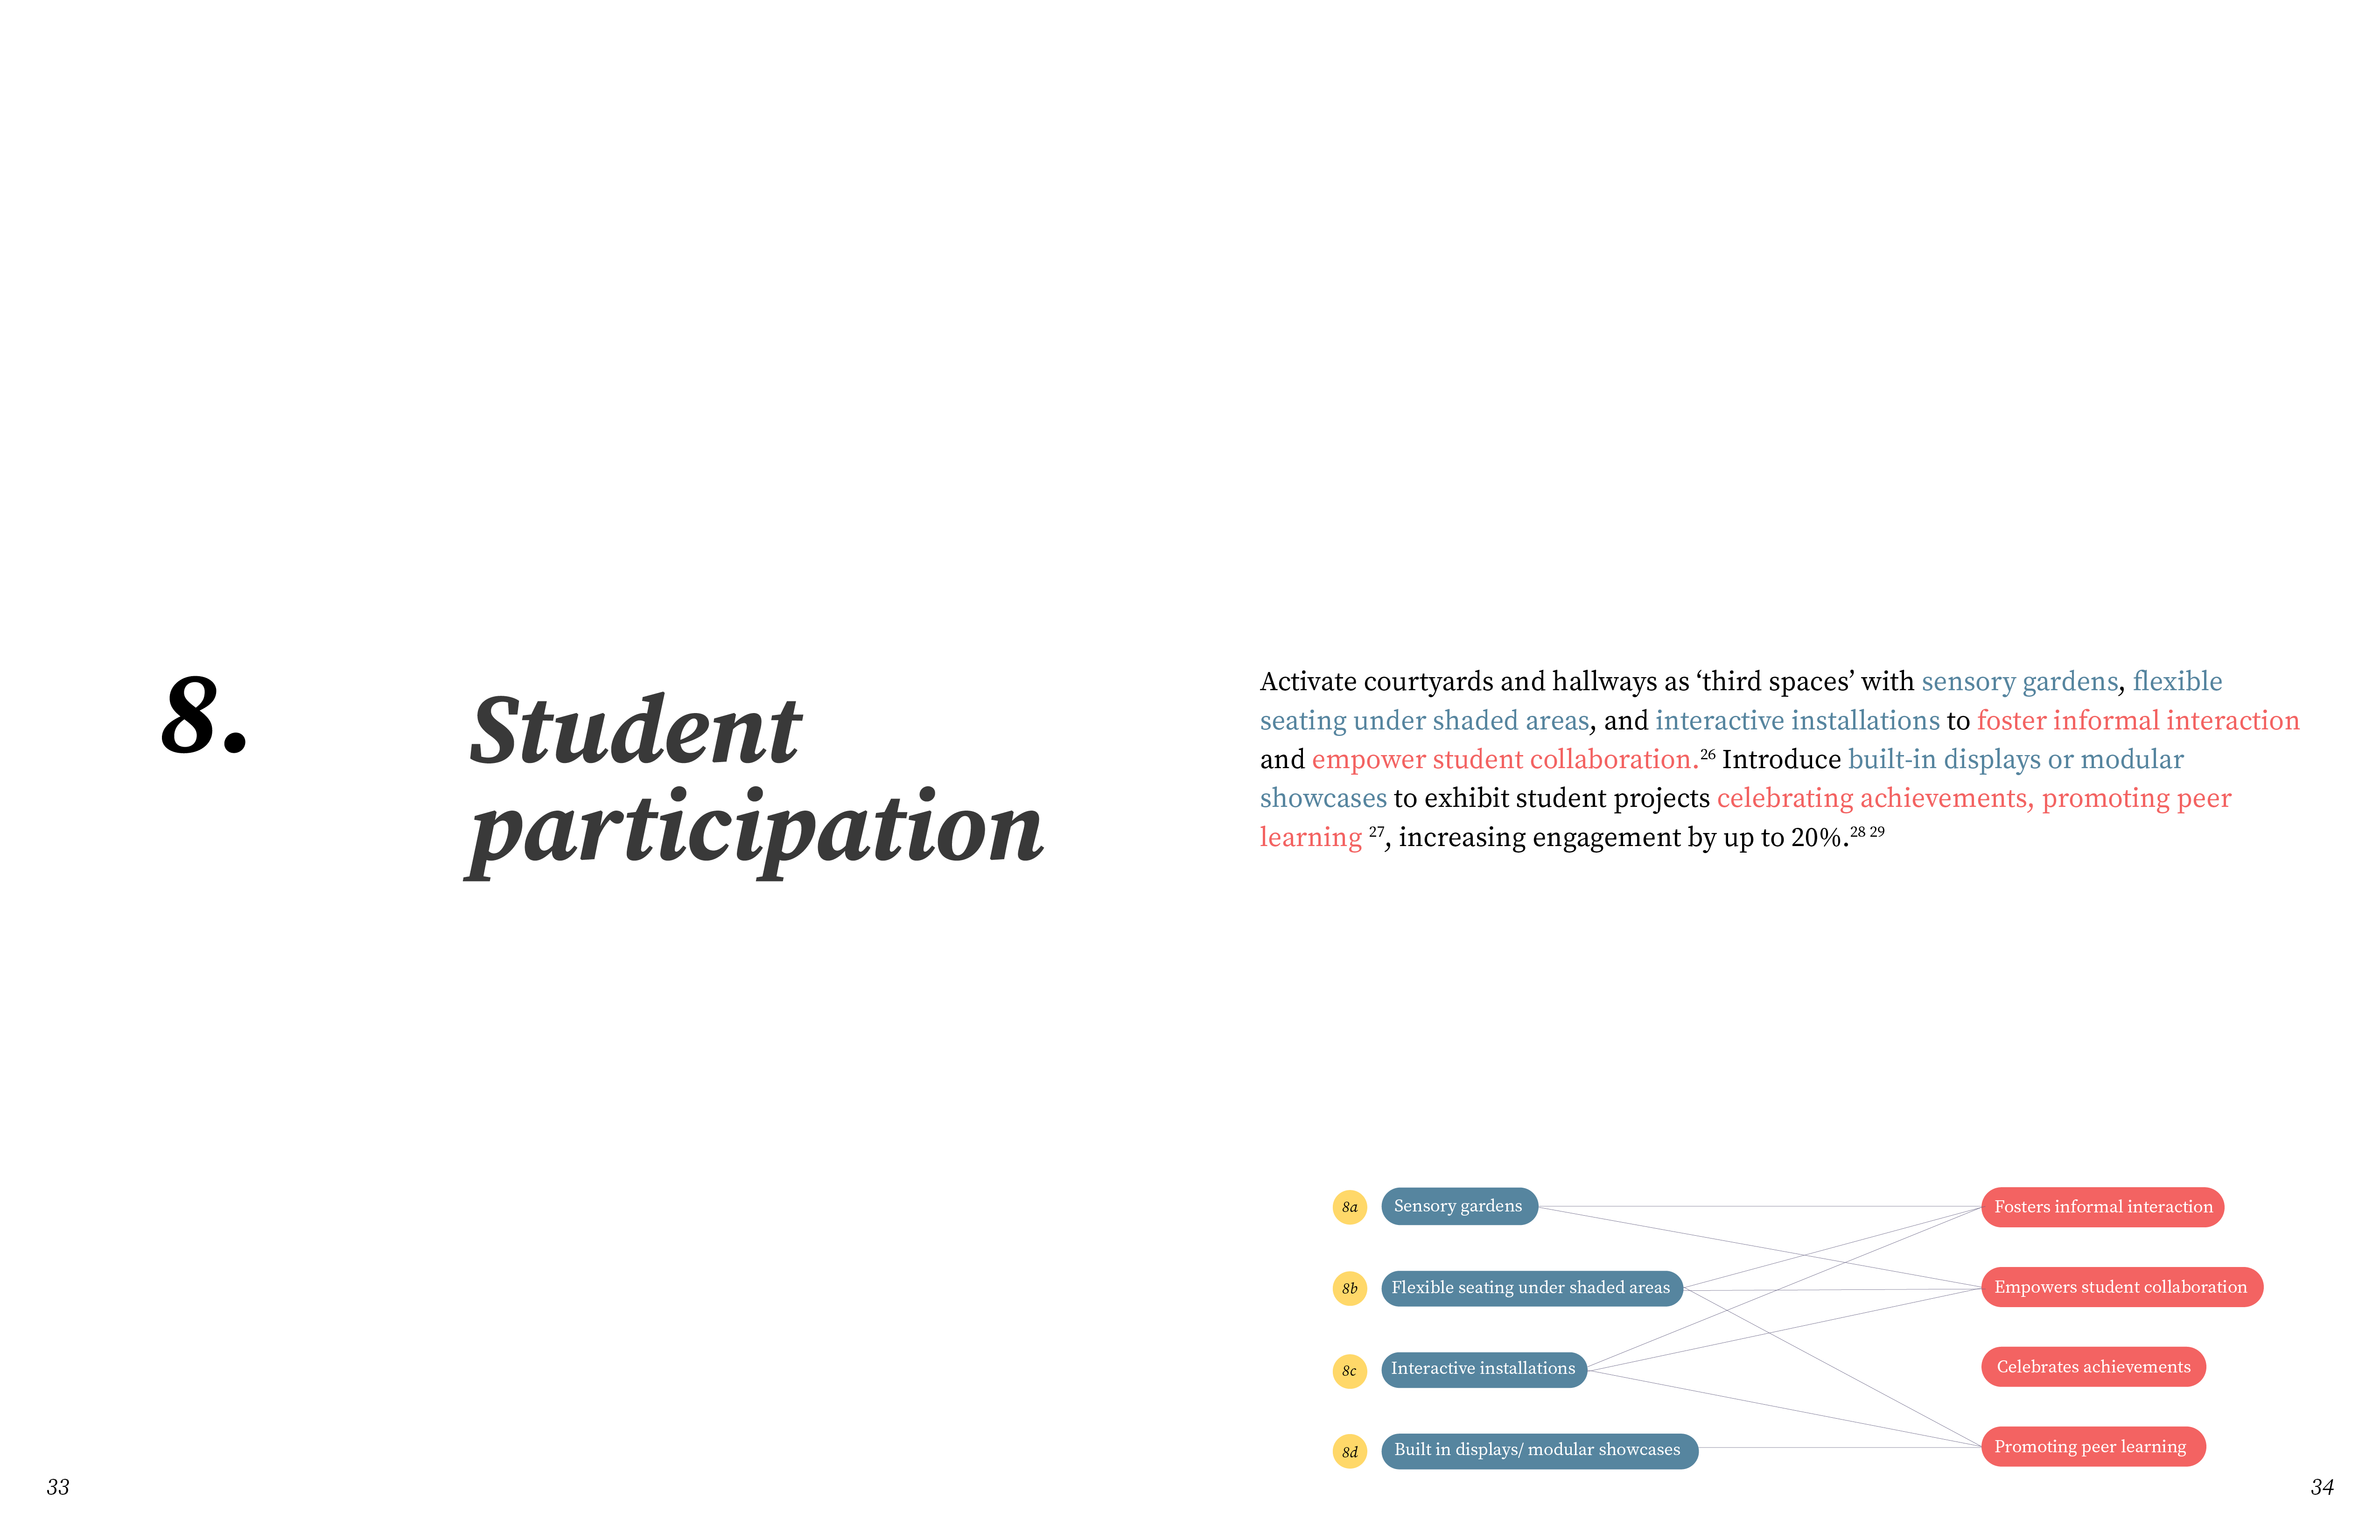 8.
Student
participation
Activate courtyards and hallways as ‘third spaces’ with sensory gardens, flexible
seating under shaded areas, and interactive installations to foster informal interaction
and empower student collaboration.26 Introduce built-in displays or modular
showcases to exhibit student projects celebrating achievements, promoting peer
learning 27, increasing engagement by up to 20%.28 29
8a Sensory gardens Fosters informal interaction
8b Flexible seating under shaded areas Empowers student collaboration
8c Interactive installations Celebrates achievements
8d Built in displays/ modular showcases Promoting peer learning
33
34